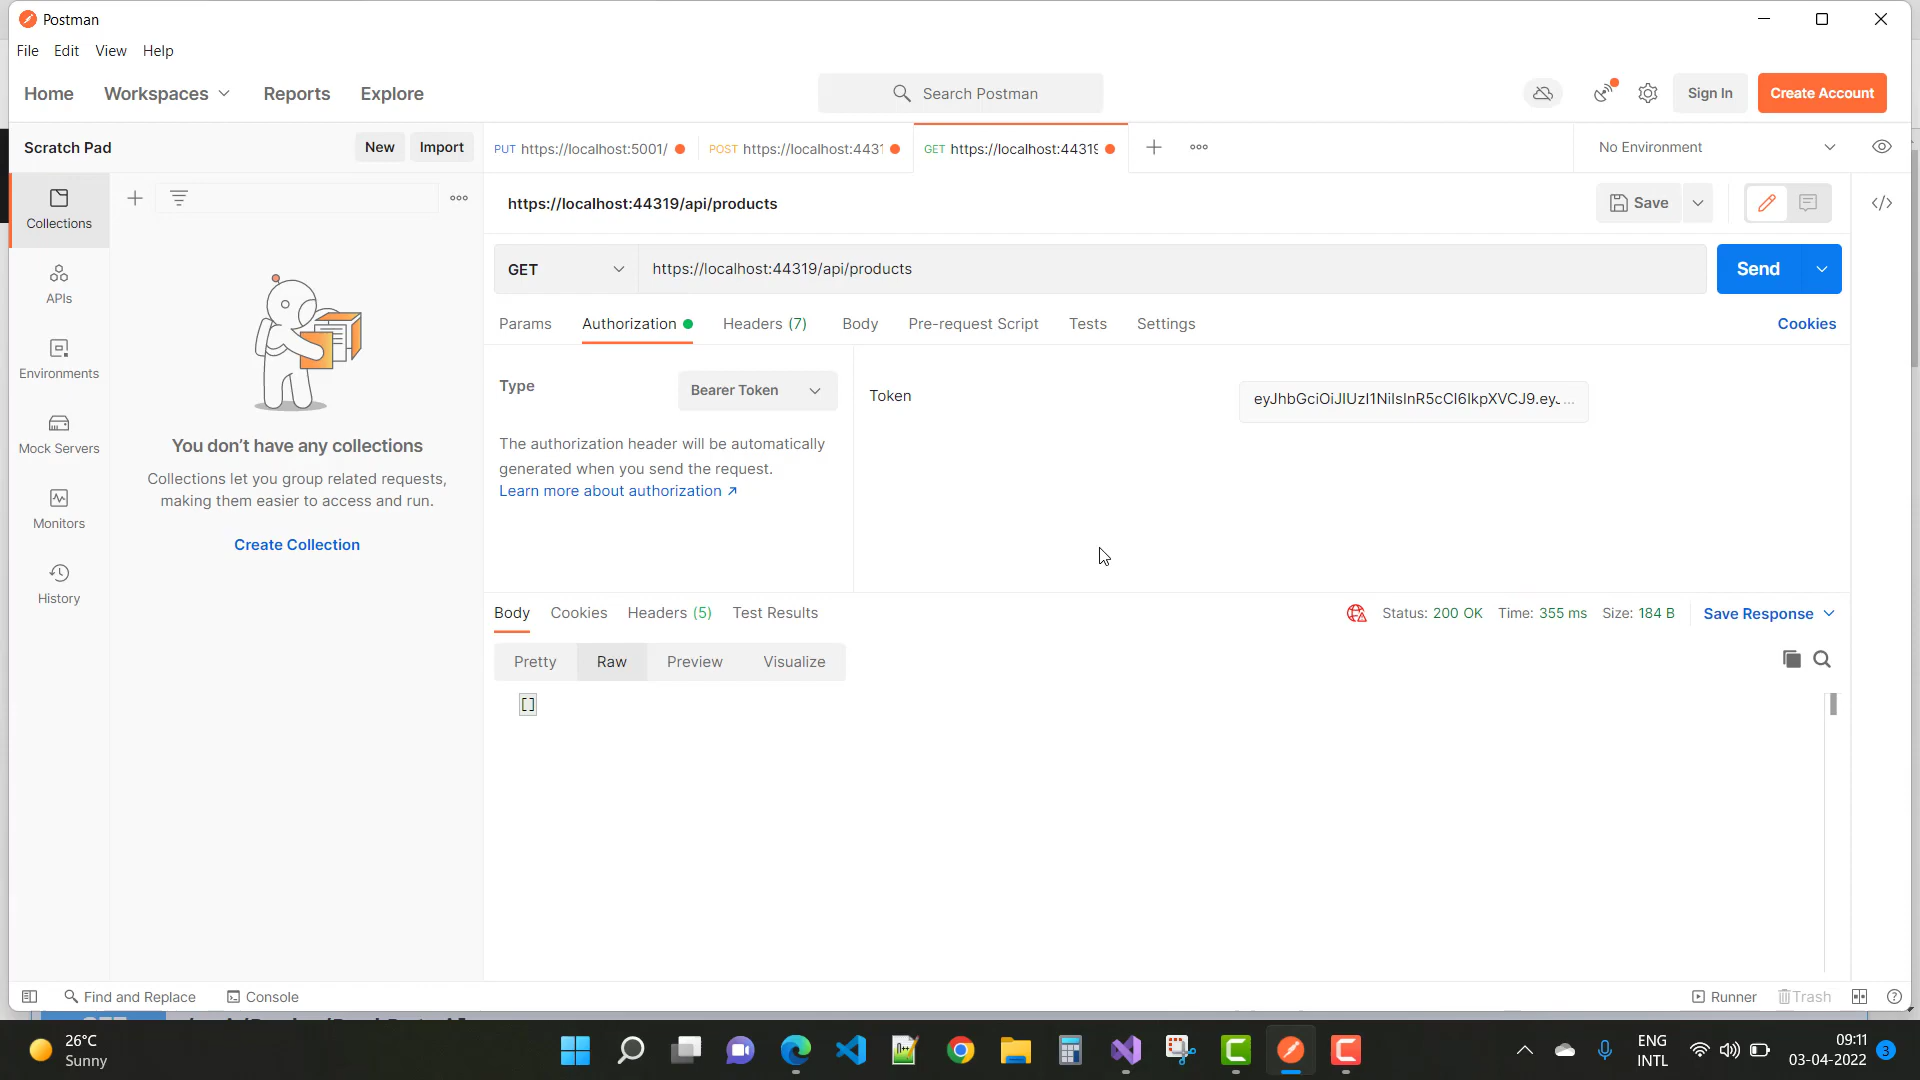 Postman
File Edit View Help
Home Workspaces Reports Explore
Search Postman
Sign In
Create Account
Scratch Pad
New
Import
PUT https://localhost:5001/
POST https://localhost:4431
GET https://localhost:44319
No Environment
Collections
APIs
Environments
Mock Servers
Monitors
History
You don't have any collections
Collections let you group related requests,
making them easier to access and run.
Create Collection
https://localhost:44319/api/products
Save
GET https://localhost:44319/api/products
Send
Params Authorization Headers (7) Body Pre-request Script Tests Settings
Cookies
Type
Bearer Token
The authorization header will be automatically
generated when you send the request.
Learn more about authorization ↗
Token
Body Cookies Headers (5) Test Results
Status: 200 OK Time: 355 ms Size: 184 B
Save Response
Pretty Raw Preview Visualize
[]
Find and Replace
Console
Runner
Trash
26°C
Sunny
ENG
INTL
09:11
03-04-2022
3